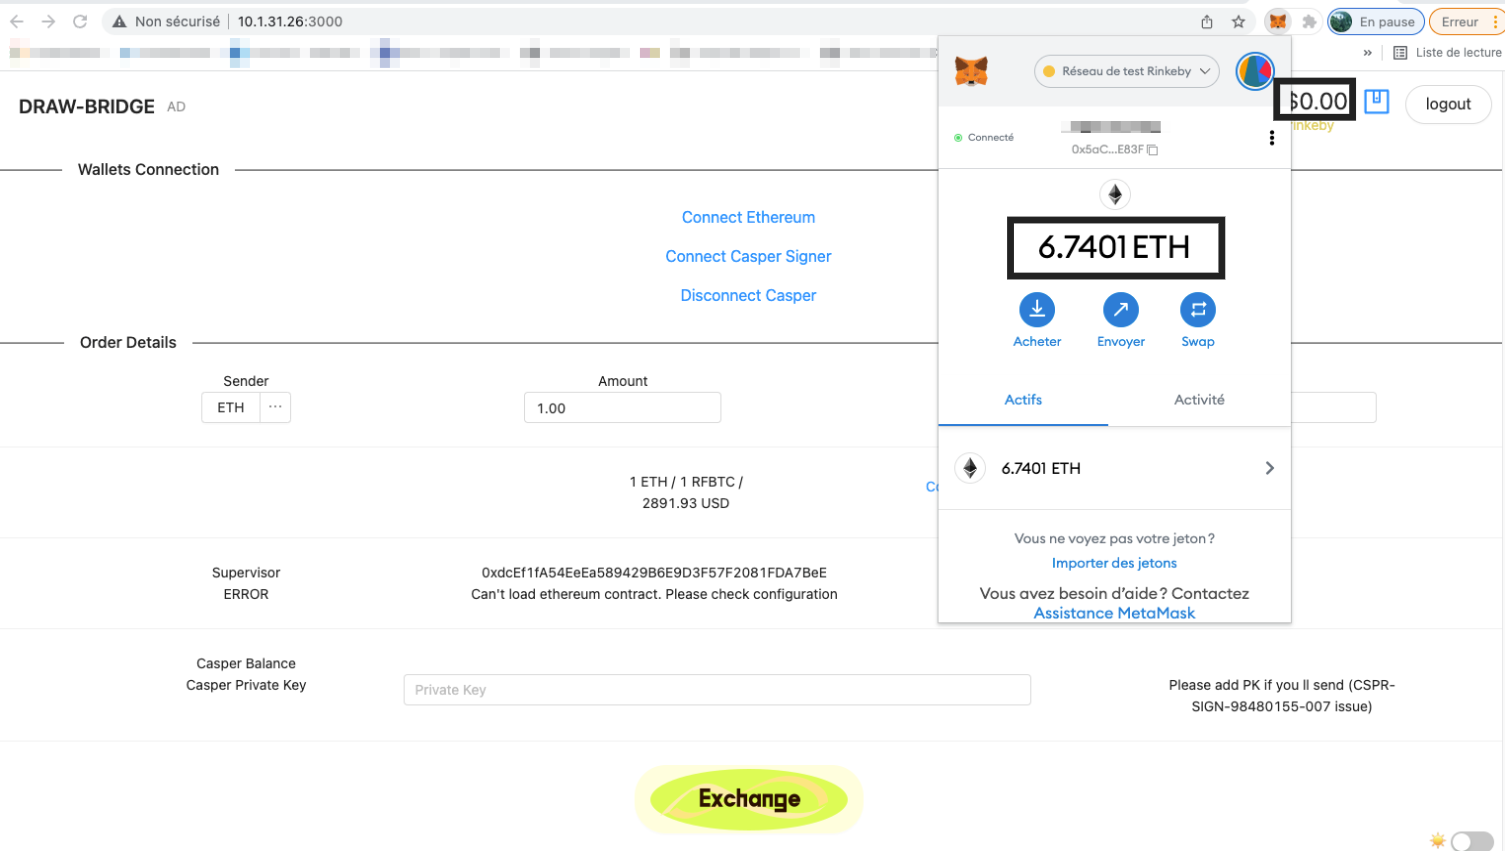 Non sécurisé
10.1.31.26:3000
En pause
Erreur
»
Liste de lecture
DRAW-BRIDGE AD
Réseau de test Rinkeby
$0.00
rinkeby
logout
Connecté
0x5aC...E83F
Wallets Connection
Connect Ethereum
Connect Casper Signer
Disconnect Casper
6.7401 ETH
Acheter
Envoyer
Swap
Order Details
Sender
ETH
...
Amount
1.00
Actifs
Activité
6.7401 ETH
1 ETH / 1 RFBTC /
2891.93 USD
Vous ne voyez pas votre jeton ?
Importer des jetons
Vous avez besoin d’aide ? Contactez
Assistance MetaMask
Supervisor
0xdcEf1fA54EeEa589429B6E9D3F57F2081FDA7BeE
ERROR
Can't load ethereum contract. Please check configuration
Casper Balance
Casper Private Key
Private Key
Please add PK if you ll send (CSPR-
SIGN-98480155-007 issue)
Exchange